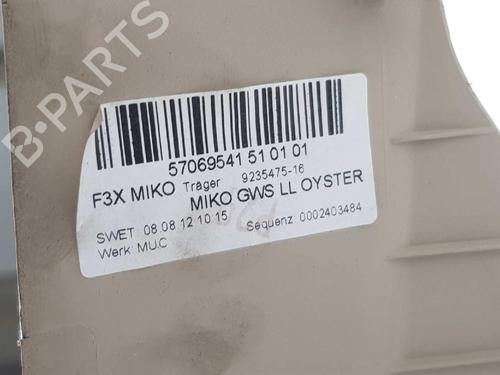 B-PARTS
57069541 51 01 01
F3X MIKO Träger 9235475-16
MIKO GWS LL OYSTER
SWET 08 08.12 10:15 Sequenz 0002403484
Werk: MUC